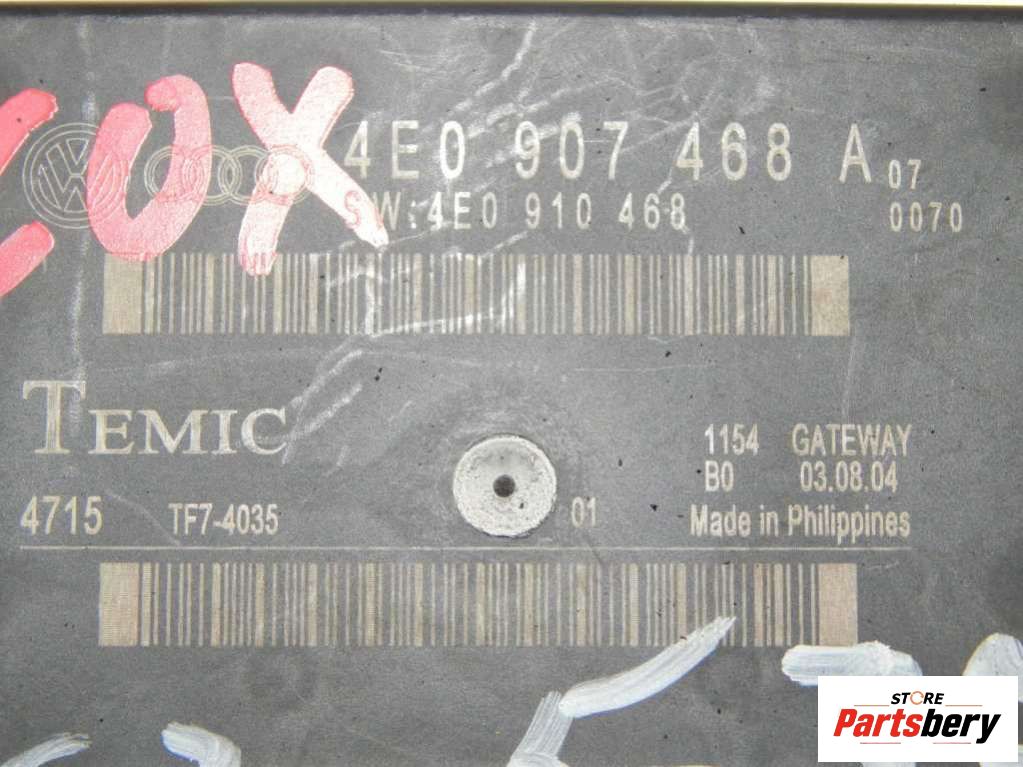 4E0 907 468 A 07
SW: 4E0 910 468 0070
TEMIC
1154 GATEWAY
B0 03.08.04
4715 TF7-4035 01 Made in Philippines
STORE
Partsbery